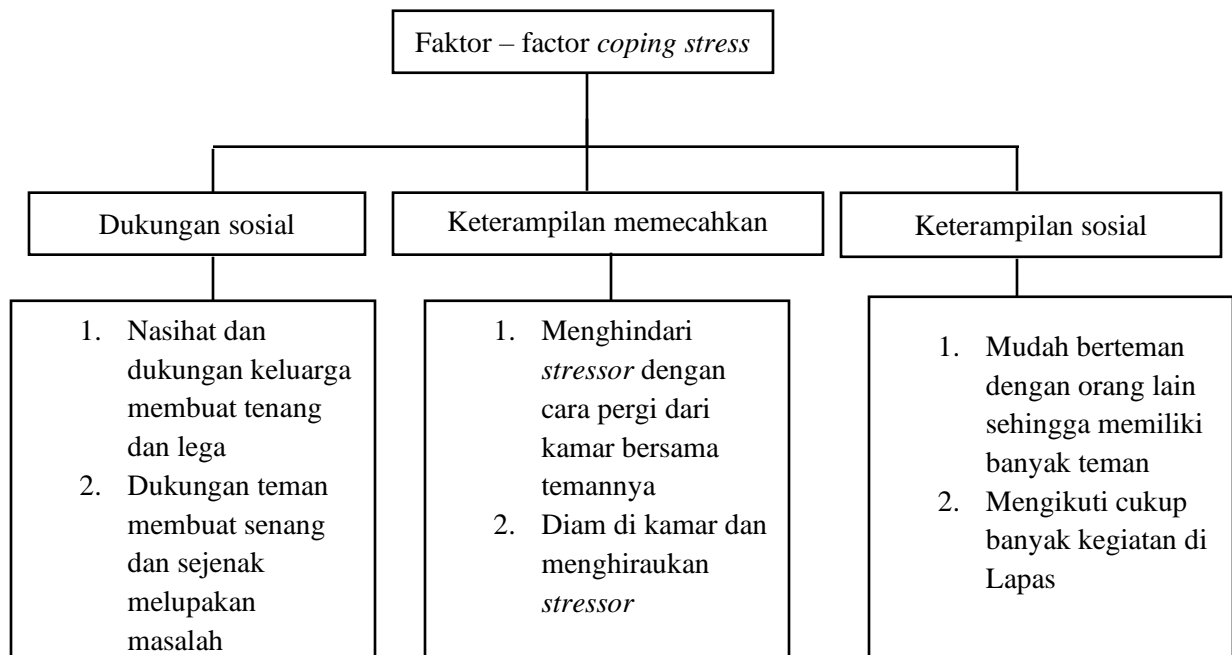 Faktor – factor coping stress
Dukungan sosial
Keterampilan memecahkan
Keterampilan sosial
1. Nasihat dan
dukungan keluarga
membuat tenang
dan lega
2. Dukungan teman
membuat senang
dan sejenak
melupakan
masalah
1. Menghindari
stressor dengan
cara pergi dari
kamar bersama
temannya
2. Diam di kamar dan
menghiraukan
stressor
1. Mudah berteman
dengan orang lain
sehingga memiliki
banyak teman
2. Mengikuti cukup
banyak kegiatan di
Lapas